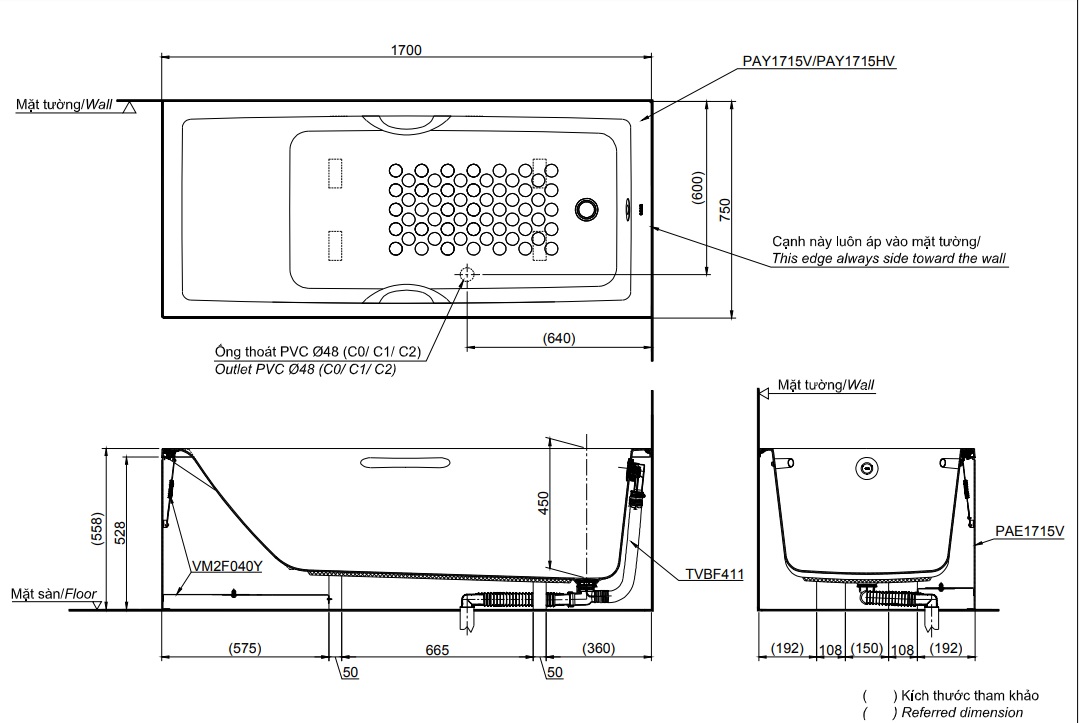 1700
PAY1715V/PAY1715HV
Mặt tường/Wall
(600)
750
Cạnh này luôn áp vào mặt tường/
This edge always side toward the wall
(640)
Ống thoát PVC Ø48 (C0/ C1/ C2)
Outlet PVC Ø48 (C0/ C1/ C2)
Mặt tường/Wall
(558)
528
450
VM2F040Y
TVBF411
PAE1715V
Mặt sàn/Floor
(575)
50
665
50
(360)
(192)
108
(150)
108
(192)
( ) Kích thước tham khảo
( ) Referred dimension